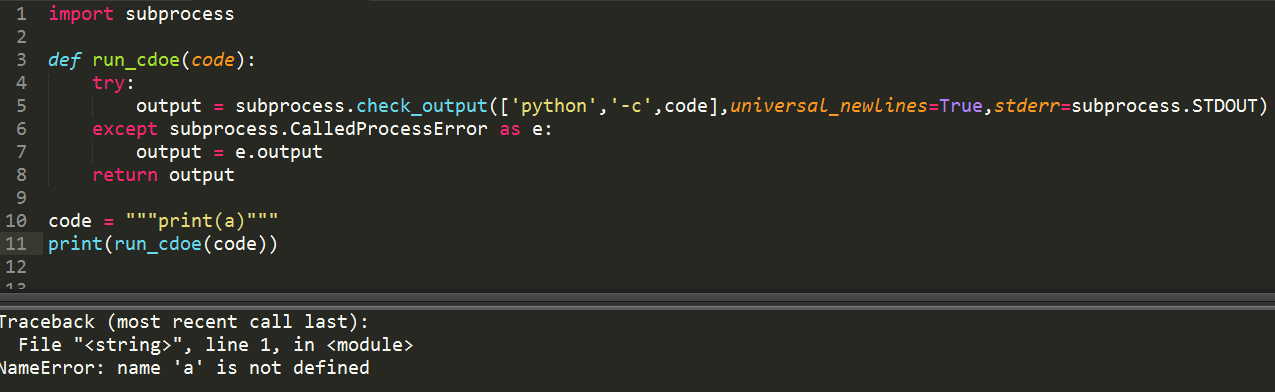 1 import subprocess
2
3 def run_cdoe(code):
4 try:
5 output = subprocess.check_output(['python','-c',code],universal_newlines=True,stderr=subprocess.STDOUT)
6 except subprocess.CalledProcessError as e:
7 output = e.output
8 return output
9
10 code = """print(a)"""
11 print(run_cdoe(code))
12
13
Traceback (most recent call last):
File "<string>", line 1, in <module>
NameError: name 'a' is not defined